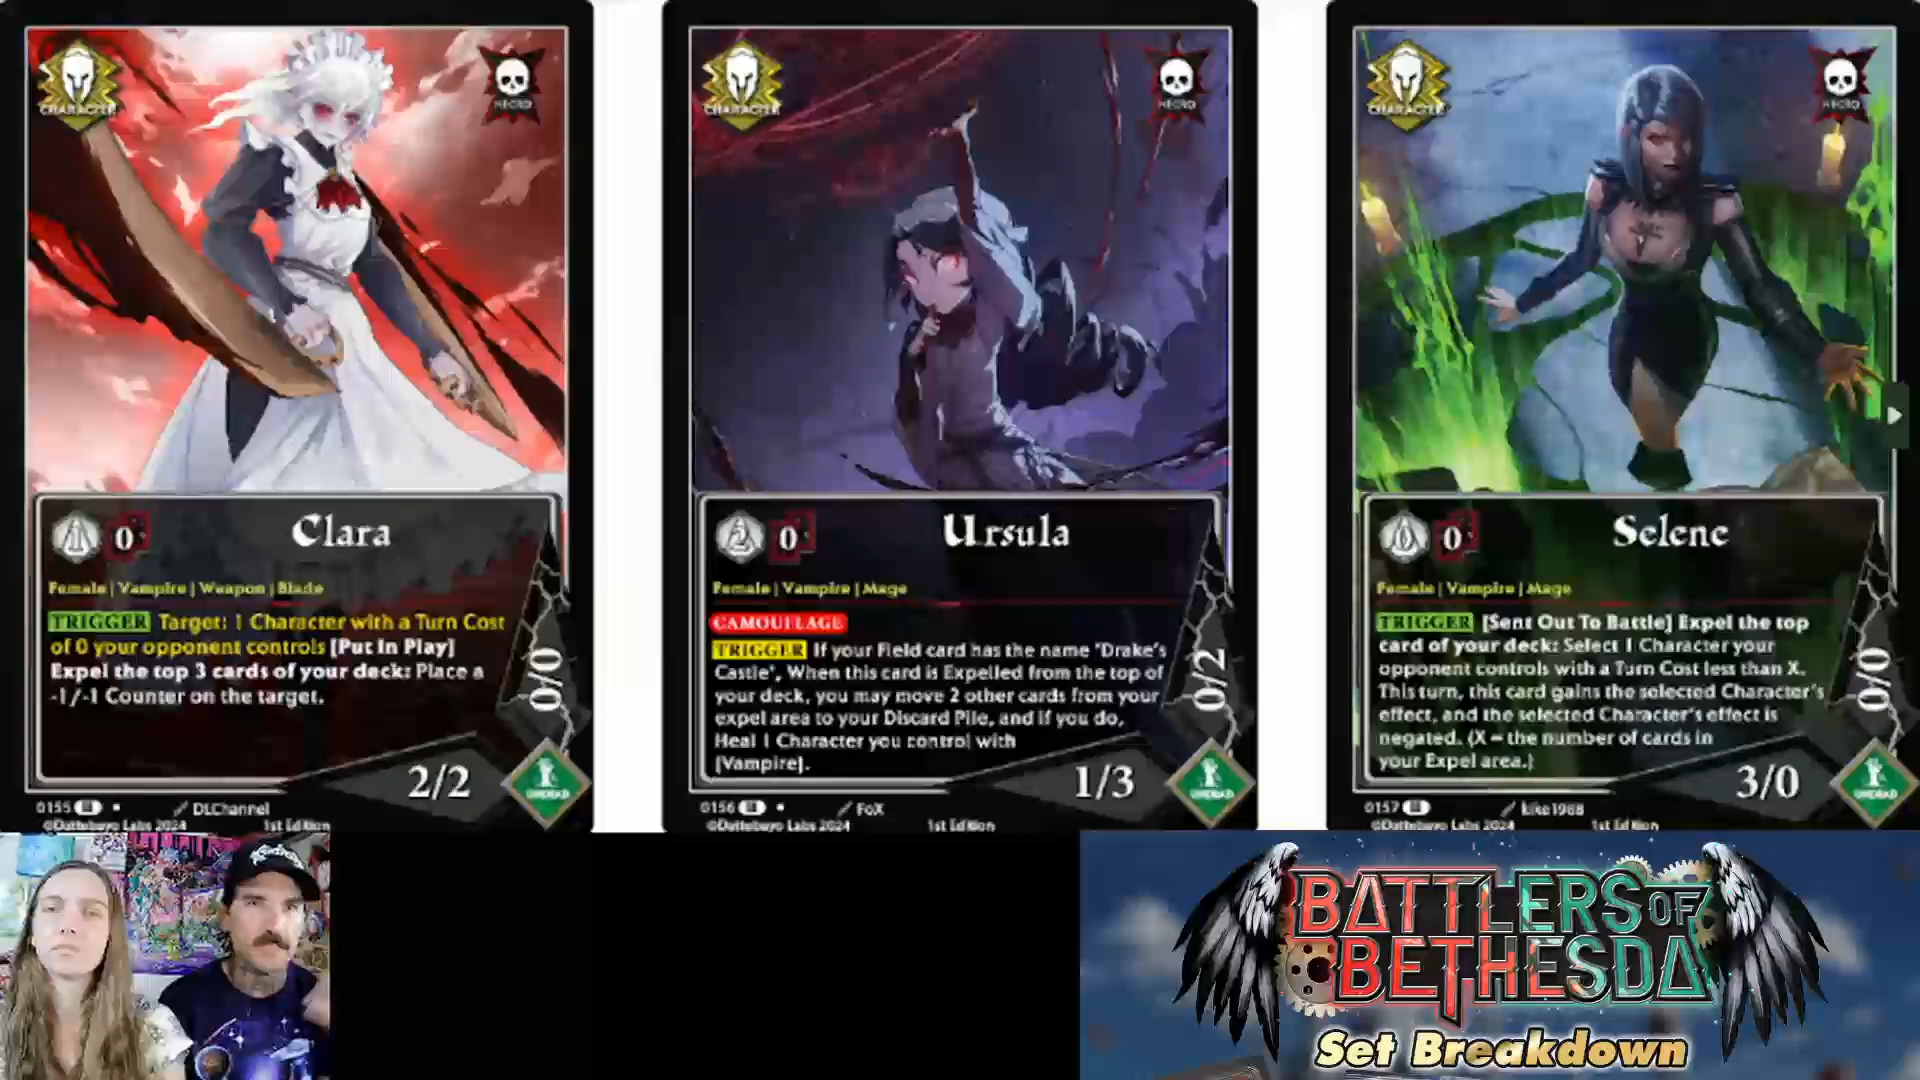 CHARACTER
NECRO
1
0
Clara
Female | Vampire | Weapon | Blade
TRIGGER Target: 1 Character with a Turn Cost
of 0 your opponent controls [Put In Play]
Expel the top 3 cards of your deck: Place a
-1/-1 Counter on the target.
0/0
2/2
UNDEAD
0155
DLChannel
1st Edition
CHARACTER
NECRO
2
0
Ursula
Female | Vampire | Mage
CAMOUFLAGE
TRIGGER If your Field card has the name "Drake's
Castle", When this card is Expelled from the top of
your deck, you may move 2 other cards from your
expel area to your Discard Pile, and if you do,
Heal 1 Character you control with
[Vampire].
0/2
1/3
UNDEAD
0156
FoX
1st Edition
CHARACTER
NECRO
0
0
Selene
Female | Vampire | Mage
TRIGGER [Sent Out To Battle] Expel the top
card of your deck: Select 1 Character your
opponent controls with a Turn Cost less than X.
This turn, this card gains the selected Character's
effect, and the selected Character's effect is
negated. (X = the number of cards in
your Expel area.)
0/0
3/0
UNDEAD
0157
kike1988
1st Edition
BATTLERS OF
BETHESDA
Set Breakdown